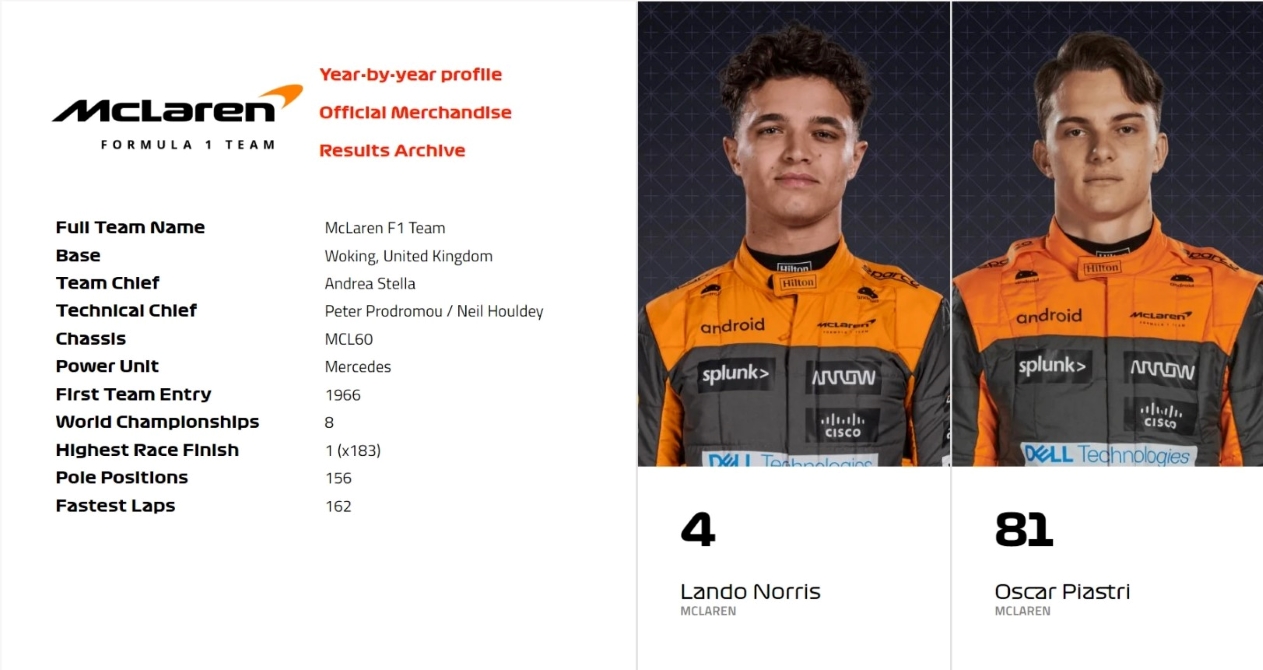 McLaren
FORMULA 1 TEAM
Year-by-year profile
Official Merchandise
Results Archive
Full Team Name McLaren F1 Team
Base Woking, United Kingdom
Team Chief Andrea Stella
Technical Chief Peter Prodromou / Neil Houldey
Chassis MCL60
Power Unit Mercedes
First Team Entry 1966
World Championships 8
Highest Race Finish 1 (x183)
Pole Positions 156
Fastest Laps 162
Hilton
Hilton
android
McLaren
splunk>
ARROW
CISCO
DELL Technologies
4
Lando Norris
MCLAREN
Hilton
android
McLaren
splunk>
ARROW
CISCO
DELL Technologies
81
Oscar Piastri
MCLAREN